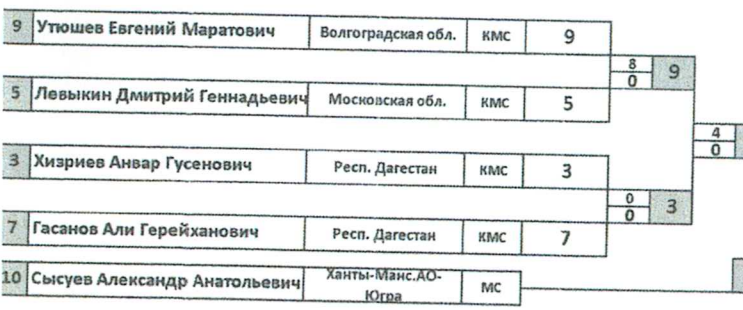 9 Утюшев Евгений Маратович Волгоградская обл. КМС 9
8 0 9
5 Левыкин Дмитрий Геннадьевич Московская обл. КМС 5
4 0
3 Хизриев Анвар Гусенович Респ. Дагестан КМС 3
0 0 3
7 Гасанов Али Герейханович Респ. Дагестан КМС 7
10 Сысуев Александр Анатольевич Ханты-Манс.АО-
Югра МС